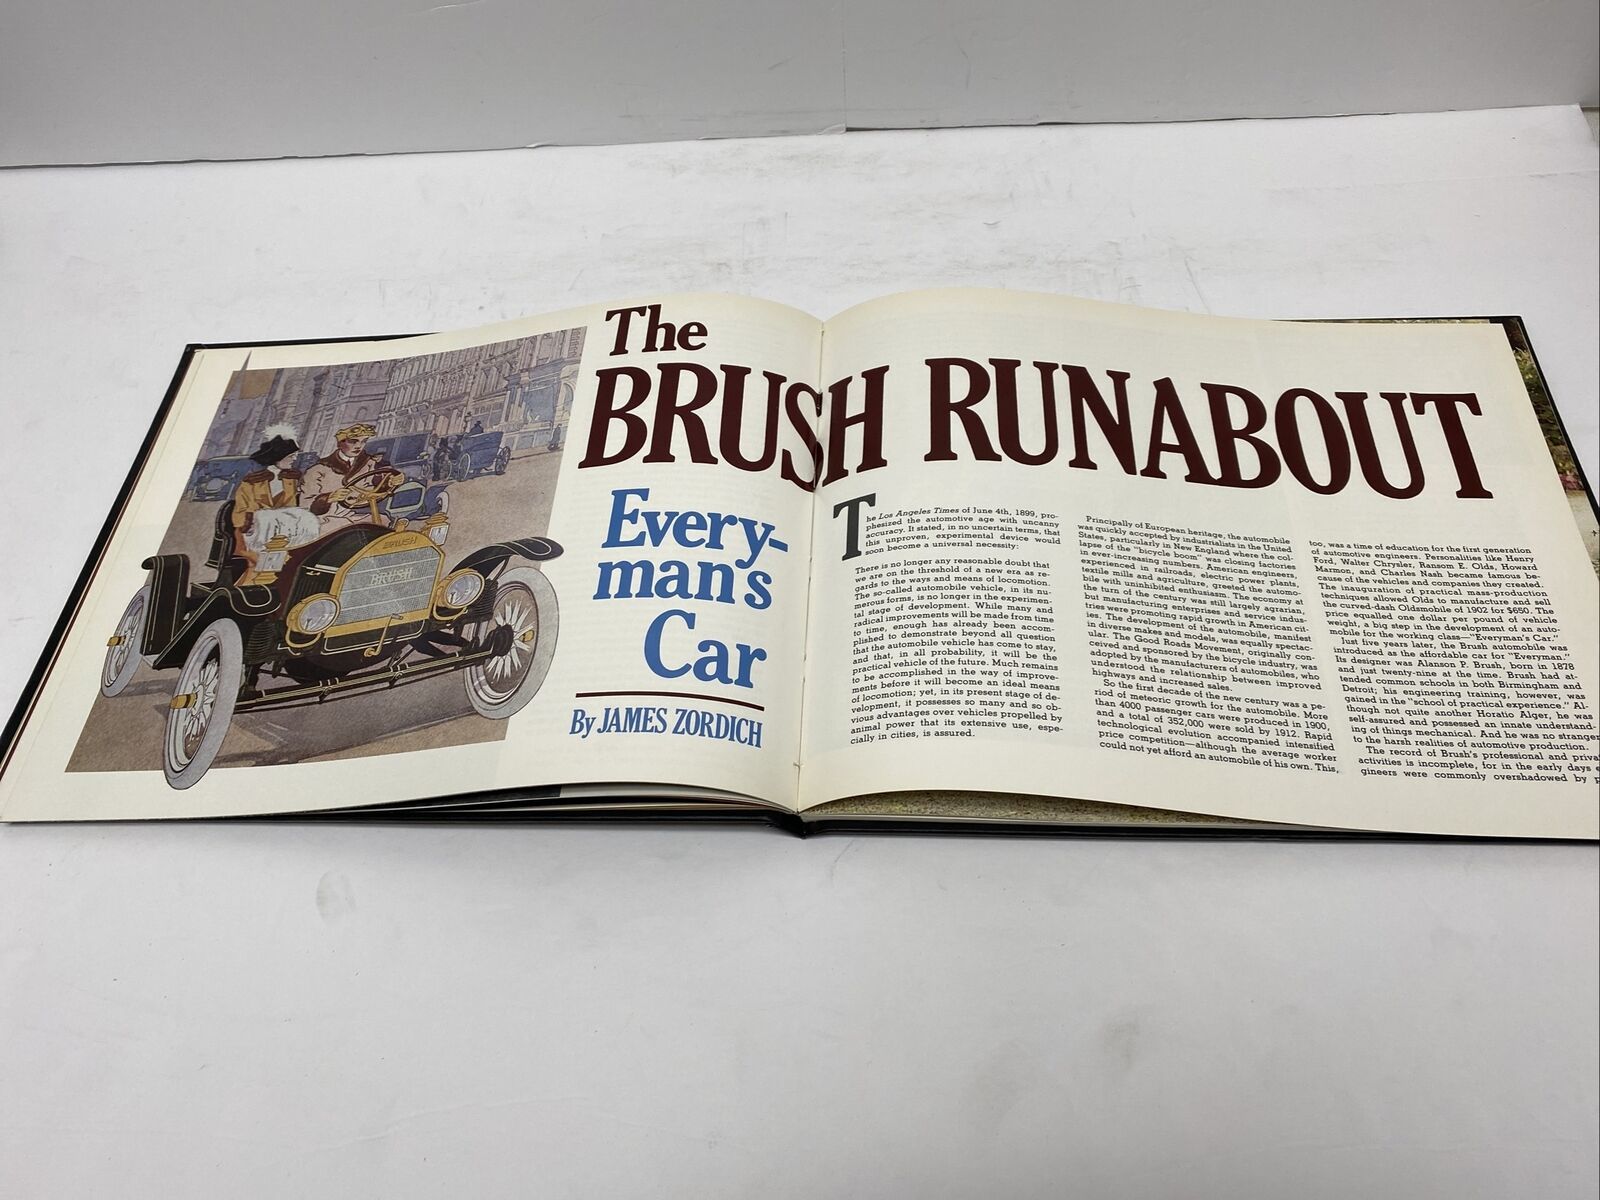 The
BRUSH RUNABOUT
Every-
man's
Car
By JAMES ZORDICH
BRUSH
BRUSH
The Los Angeles Times of June 4th, 1899, pro-
phesized the automotive age with uncanny
accuracy. It stated, in no uncertain terms, that
this unproven, experimental device would
soon become a universal necessity:
There is no longer any reasonable doubt that
we are on the threshold of a new era as re-
gards to the ways and means of locomotion.
The so-called automobile vehicle, in its nu-
merous forms, is no longer in the experimen-
tal stage of development. While many and
radical improvements will be made from time
to time, enough has already been accom-
plished to demonstrate beyond all question
that the automobile vehicle has come to stay,
and that, in all probability, it will be the
practical vehicle of the future. Much remains
to be accomplished in the way of improve-
ments before it will become an ideal means
of locomotion; yet, in its present stage of de-
velopment, it possesses so many and so ob-
vious advantages over vehicles propelled by
animal power that its extensive use, espe-
cially in cities, is assured.
Principally of European heritage, the automobile
was quickly accepted by industrialists in the United
States, particularly in New England where the col-
lapse of the "bicycle boom" was closing factories
in ever-increasing numbers. American engineers,
experienced in railroads, electric power plants,
textile mills and agriculture, greeted the automo-
bile with uninhibited enthusiasm. The economy at
the turn of the century was still largely agrarian,
but manufacturing enterprises and service indus-
tries were promoting rapid growth in American cit-
ies. The development of the automobile, manifest
in diverse makes and models, was equally spectac-
ular. The Good Roads Movement, originally con-
ceived and sponsored by the bicycle industry, was
adopted by the manufacturers of automobiles, who
understood the relationship between improved
highways and increased sales.
So the first decade of the new century was a pe-
riod of meteoric growth for the automobile. More
than 4000 passenger cars were produced in 1900,
and a total of 352,000 were sold by 1912. Rapid
technological evolution accompanied intensified
price competition—although the average worker
could not yet afford an automobile of his own. This,
too, was a time of education for the first generation
of automotive engineers. Personalities like Henry
Ford, Walter Chrysler, Ransom E. Olds, Howard
Marmon, and Charles Nash became famous be-
cause of the vehicles and companies they created.
The inauguration of practical mass-production
techniques allowed Olds to manufacture and sell
the curved-dash Oldsmobile of 1902 for $650. The
price equalled one dollar per pound of vehicle
weight, a big step in the development of an auto-
mobile for the working class—"Everyman's Car."
Just five years later, the Brush automobile was
introduced as the affordable car for "Everyman."
Its designer was Alanson P. Brush, born in 1878
and just twenty-nine at the time. Brush had at-
tended common schools in both Birmingham and
Detroit; his engineering training, however, was
gained in the "school of practical experience." Al-
though not quite another Horatio Alger, he was
self-assured and possessed an innate understand-
ing of things mechanical. And he was no stranger
to the harsh realities of automotive production.
The record of Brush's professional and priva
activities is incomplete, for in the early days e
gineers were commonly overshadowed by p